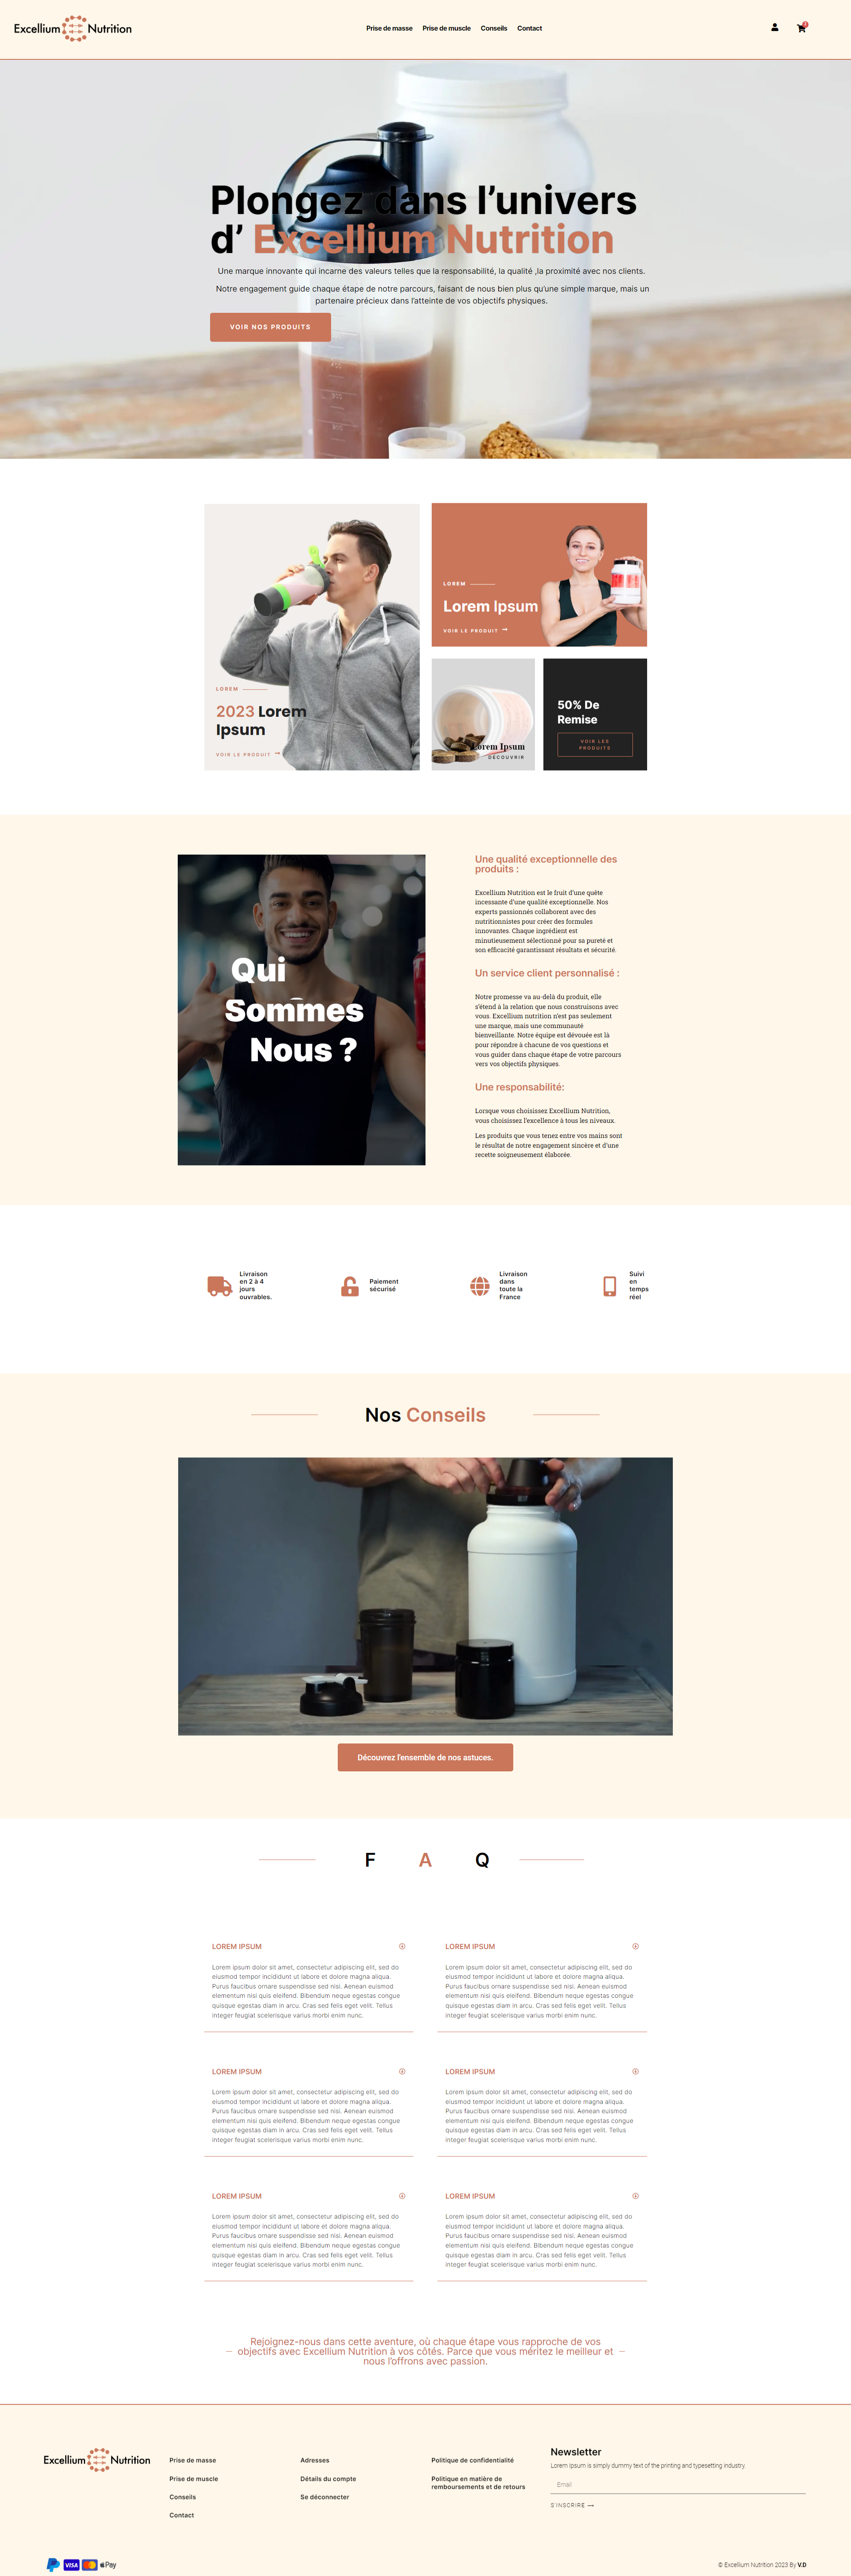 Excellium Nutrition
Prise de masse
Prise de muscle
Conseils
Contact
Plongez dans l’univers
d’ Excellium Nutrition
Une marque innovante qui incarne des valeurs telles que la responsabilité, la qualité ,la proximité avec nos clients.
Notre engagement guide chaque étape de notre parcours, faisant de nous bien plus qu’une simple marque, mais un
partenaire précieux dans l’atteinte de vos objectifs physiques.
VOIR NOS PRODUITS
LOREM
2023 Lorem
Ipsum
VOIR LE PRODUIT
LOREM
Lorem Ipsum
VOIR LE PRODUIT
Lorem Ipsum
DÉCOUVRIR
50% De
Remise
VOIR LES
PRODUITS
Qui
Sommes
Nous ?
Une qualité exceptionnelle des
produits :
Excellium Nutrition est le fruit d’une quête
incessante d’une qualité exceptionnelle. Nos
experts passionnés collaborent avec des
nutritionnistes pour créer des formules
innovantes. Chaque ingrédient est
minutieusement sélectionné pour sa pureté et
son efficacité garantissant résultats et sécurité.
Un service client personnalisé :
Notre promesse va au-delà du produit, elle
s’étend à la relation que nous construisons avec
vous. Excellium nutrition n’est pas seulement
une marque, mais une communauté
bienveillante. Notre équipe est dévouée est là
pour répondre à chacune de vos questions et
vous guider dans chaque étape de votre parcours
vers vos objectifs physiques.
Une responsabilité:
Lorsque vous choisissez Excellium Nutrition,
vous choisissez l’excellence à tous les niveaux.
Les produits que vous tenez entre vos mains sont
le résultat de notre engagement sincère et d’une
recette soigneusement élaborée.
Livraison
en 2 à 4
jours
ouvrables.
Paiement
sécurisé
Livraison
dans
toute la
France
Suivi
en
temps
réel
Nos Conseils
Découvrez l'ensemble de nos astuces.
F A Q
LOREM IPSUM
Lorem ipsum dolor sit amet, consectetur adipiscing elit, sed do
eiusmod tempor incididunt ut labore et dolore magna aliqua.
Purus faucibus ornare suspendisse sed nisi. Aenean euismod
elementum nisi quis eleifend. Bibendum neque egestas congue
quisque egestas diam in arcu. Cras sed felis eget velit. Tellus
integer feugiat scelerisque varius morbi enim nunc.
LOREM IPSUM
Lorem ipsum dolor sit amet, consectetur adipiscing elit, sed do
eiusmod tempor incididunt ut labore et dolore magna aliqua.
Purus faucibus ornare suspendisse sed nisi. Aenean euismod
elementum nisi quis eleifend. Bibendum neque egestas congue
quisque egestas diam in arcu. Cras sed felis eget velit. Tellus
integer feugiat scelerisque varius morbi enim nunc.
LOREM IPSUM
Lorem ipsum dolor sit amet, consectetur adipiscing elit, sed do
eiusmod tempor incididunt ut labore et dolore magna aliqua.
Purus faucibus ornare suspendisse sed nisi. Aenean euismod
elementum nisi quis eleifend. Bibendum neque egestas congue
quisque egestas diam in arcu. Cras sed felis eget velit. Tellus
integer feugiat scelerisque varius morbi enim nunc.
LOREM IPSUM
Lorem ipsum dolor sit amet, consectetur adipiscing elit, sed do
eiusmod tempor incididunt ut labore et dolore magna aliqua.
Purus faucibus ornare suspendisse sed nisi. Aenean euismod
elementum nisi quis eleifend. Bibendum neque egestas congue
quisque egestas diam in arcu. Cras sed felis eget velit. Tellus
integer feugiat scelerisque varius morbi enim nunc.
LOREM IPSUM
Lorem ipsum dolor sit amet, consectetur adipiscing elit, sed do
eiusmod tempor incididunt ut labore et dolore magna aliqua.
Purus faucibus ornare suspendisse sed nisi. Aenean euismod
elementum nisi quis eleifend. Bibendum neque egestas congue
quisque egestas diam in arcu. Cras sed felis eget velit. Tellus
integer feugiat scelerisque varius morbi enim nunc.
LOREM IPSUM
Lorem ipsum dolor sit amet, consectetur adipiscing elit, sed do
eiusmod tempor incididunt ut labore et dolore magna aliqua.
Purus faucibus ornare suspendisse sed nisi. Aenean euismod
elementum nisi quis eleifend. Bibendum neque egestas congue
quisque egestas diam in arcu. Cras sed felis eget velit. Tellus
integer feugiat scelerisque varius morbi enim nunc.
Rejoignez-nous dans cette aventure, où chaque étape vous rapproche de vos
objectifs avec Excellium Nutrition à vos côtés. Parce que vous méritez le meilleur et
nous l’offrons avec passion.
Excellium Nutrition
Prise de masse
Prise de muscle
Conseils
Contact
Adresses
Détails du compte
Se déconnecter
Politique de confidentialité
Politique en matière de
remboursements et de retours
Newsletter
Lorem Ipsum is simply dummy text of the printing and typesetting industry.
Email
S'INSCRIRE
VISA
Pay
© Excellium Nutrition 2023 By V.D